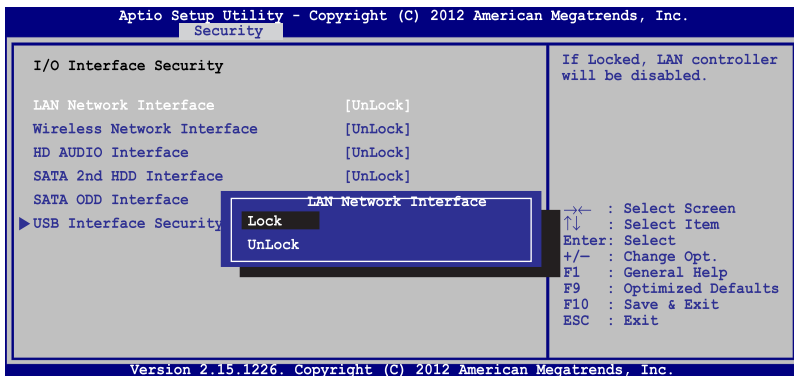 Aptio Setup Utility - Copyright (C) 2012 American Megatrends, Inc.
Security
I/O Interface Security
LAN Network Interface [UnLock]
Wireless Network Interface [UnLock]
HD AUDIO Interface [UnLock]
SATA 2nd HDD Interface [UnLock]
SATA ODD Interface
USB Interface Security
LAN Network Interface
Lock
UnLock
If Locked, LAN controller
will be disabled.
→← : Select Screen
↑↓ : Select Item
Enter: Select
+/— : Change Opt.
F1 : General Help
F9 : Optimized Defaults
F10 : Save & Exit
ESC : Exit
Version 2.15.1226. Copyright (C) 2012 American Megatrends, Inc.